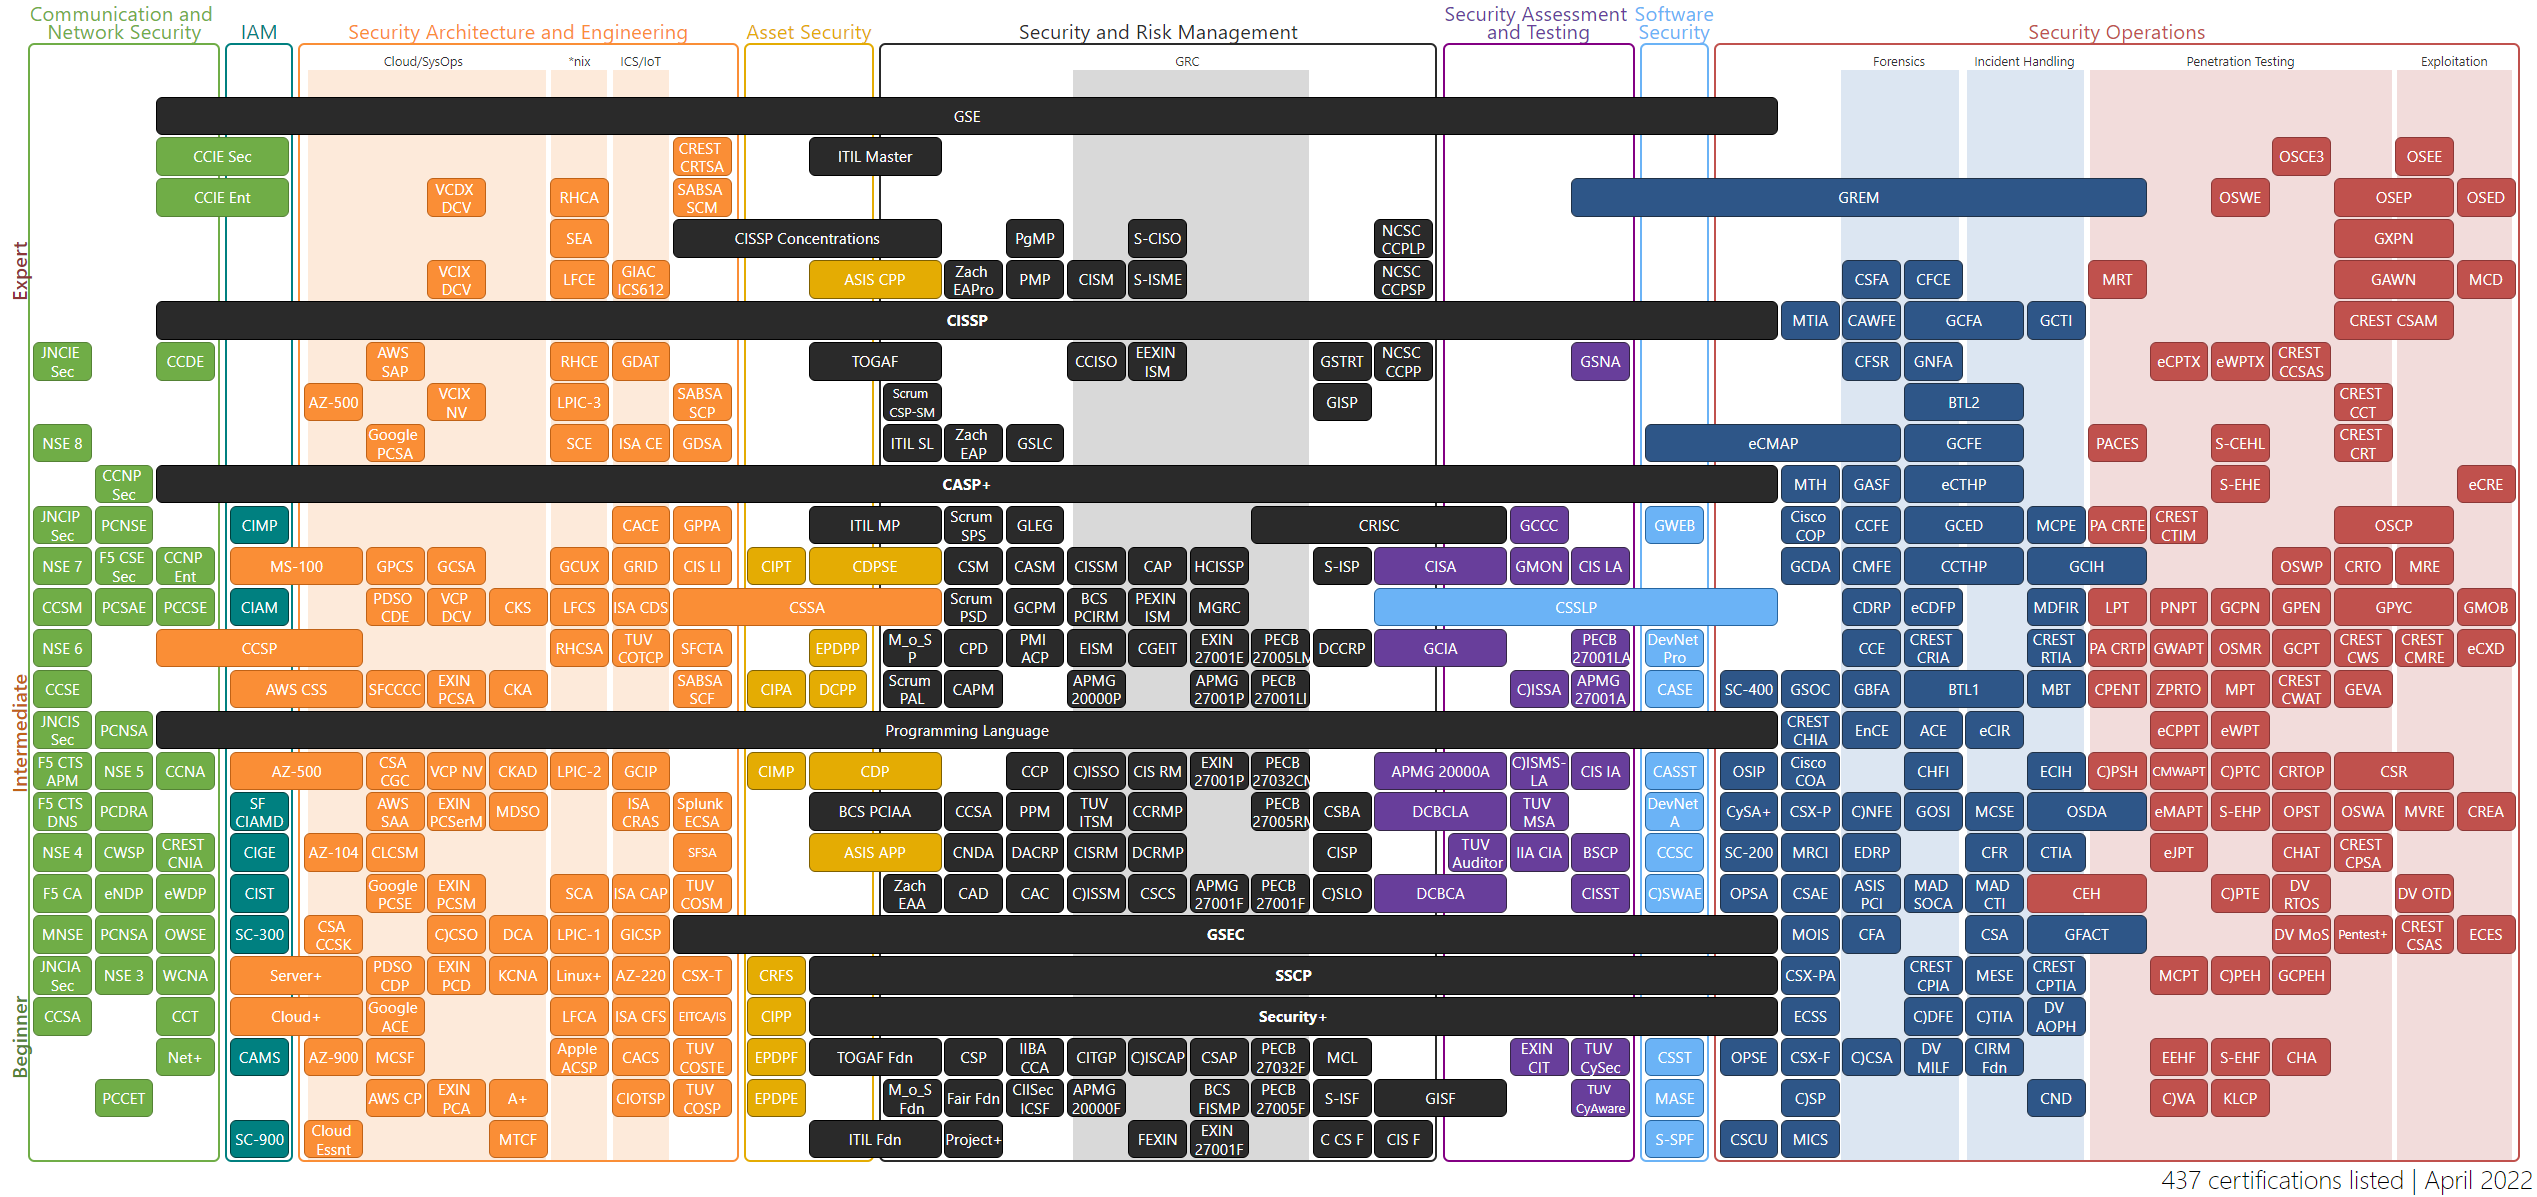 Communication and
Network Security
IAM
Security Architecture and Engineering
Asset Security
Security and Risk Management
Security Assessment
and Testing
Software
Security
Security Operations
Cloud/SysOps
*nix
ICS/IoT
GRC
Forensics
Incident Handling
Penetration Testing
Exploitation
Expert
Intermediate
Beginner
GSE
CCIE Sec
CREST
CRTSA
ITIL Master
OSCE3
OSEE
CCIE Ent
VCDX
DCV
RHCA
SABSA
SCM
GREM
OSWE
OSEP
OSED
SEA
CISSP Concentrations
PgMP
S-CISO
NCSC
CCPLP
GXPN
VCIX
DCV
LFCE
GIAC
ICS612
ASIS CPP
Zach
EAPro
PMP
CISM
S-ISME
NCSC
CCPSP
CSFA
CFCE
MRT
GAWN
MCD
CISSP
MTIA
CAWFE
GCFA
GCTI
CREST CSAM
JNCIE
Sec
CCDE
AWS
SAP
RHCE
GDAT
TOGAF
CCISO
EEXIN
ISM
GSTRT
NCSC
CCPP
GSNA
CFSR
GNFA
eCPTX
eWPTX
CREST
CCSAS
AZ-500
VCIX
NV
LPIC-3
SABSA
SCP
Scrum
CSP-SM
GISP
BTL2
CREST
CCT
NSE 8
Google
PCSA
SCE
ISA CE
GDSA
ITIL SL
Zach
EAP
GSLC
eCMAP
GCFE
PACES
S-CEHL
CREST
CRT
CCNP
Sec
CASP+
MTH
GASF
eCTHP
S-EHE
eCRE
JNCIP
Sec
PCNSE
CIMP
CACE
GPPA
ITIL MP
Scrum
SPS
GLEG
CRISC
GCCC
GWEB
Cisco
COP
CCFE
GCED
MCPE
PA CRTE
CREST
CTIM
OSCP
NSE 7
F5 CSE
Sec
CCNP
Ent
MS-100
GPCS
GCSA
GCUX
GRID
CIS LI
CIPT
CDPSE
CSM
CASM
CISSM
CAP
HCISSP
S-ISP
CISA
GMON
CIS LA
GCDA
CMFE
CCTHP
GCIH
OSWP
CRTO
MRE
CCSM
PCSAE
PCCSE
CIAM
PDSO
CDE
VCP
DCV
CKS
LFCS
ISA CDS
CSSA
Scrum
PSD
GCPM
BCS
PCIRM
PEXIN
ISM
MGRC
CSSLP
CDRP
eCDFP
MDFIR
LPT
PNPT
GCPN
GPEN
GPYC
GMOB
NSE 6
CCSP
RHCSA
TUV
COTCP
SFCTA
EPDPP
M_o_S
P
CPD
PMI
ACP
EISM
CGEIT
EXIN
27001E
PECB
27005LM
DCCRP
GCIA
PECB
27001LA
DevNet
Pro
CCE
CREST
CRIA
CREST
RTIA
PA CRTP
GWAPT
OSMR
GCPT
CREST
CWS
CREST
CMRE
eCXD
CCSE
AWS CSS
SFCCCC
EXIN
PCSA
CKA
SABSA
SCF
CIPA
DCPP
Scrum
PAL
CAPM
APMG
20000P
APMG
27001P
PECB
27001LI
C)ISSA
APMG
27001A
CASE
SC-400
GSOC
GBFA
BTL1
MBT
CPENT
ZPRTO
MPT
CREST
CWAT
GEVA
JNCIS
Sec
PCNSA
Programming Language
CREST
CHIA
EnCE
ACE
eCIR
eCPPT
eWPT
F5 CTS
APM
NSE 5
CCNA
AZ-500
CSA
CGC
VCP NV
CKAD
LPIC-2
GCIP
CIMP
CDP
CCP
C)ISSO
CIS RM
EXIN
27001P
PECB
27032CM
APMG 20000A
C)ISMS-
LA
CIS IA
CASST
OSIP
Cisco
COA
CHFI
ECIH
C)PSH
CMWAPT
C)PTC
CRTOP
CSR
F5 CTS
DNS
PCDRA
SF
CIAMD
AWS
SAA
EXIN
PCSerM
MDSO
ISA
CRAS
Splunk
ECSA
BCS PCIAA
CCSA
PPM
TUV
ITSM
CCRMP
PECB
27005RM
CSBA
DCBCLA
TUV
MSA
DevNet
A
CySA+
CSX-P
C)NFE
GOSI
MCSE
OSDA
eMAPT
S-EHP
OPST
OSWA
MVRE
CREA
NSE 4
CWSP
CREST
CNIA
CIGE
AZ-104
CLCSM
SFSA
ASIS APP
CNDA
DACRP
CISRM
DCRMP
CISP
TUV
Auditor
IIA CIA
BSCP
CCSC
SC-200
MRCI
EDRP
CFR
CTIA
eJPT
CHAT
CREST
CPSA
F5 CA
eNDP
eWDP
CIST
Google
PCSE
EXIN
PCSM
SCA
ISA CAP
TUV
COSM
Zach
EAA
CAD
CAC
C)ISSM
CSCS
APMG
27001F
PECB
27001F
C)SLO
DCBCA
CISST
C)SWAE
OPSA
CSAE
ASIS
PCI
MAD
SOCA
MAD
CTI
CEH
C)PTE
DV
RTOS
DV OTD
MNSE
PCNSA
OWSE
SC-300
CSA
CCSK
C)CSO
DCA
LPIC-1
GICSP
GSEC
MOIS
CFA
CSA
GFACT
DV MoS
Pentest+
CREST
CSAS
ECES
JNCIA
Sec
NSE 3
WCNA
Server+
PDSO
CDP
EXIN
PCD
KCNA
Linux+
AZ-220
CSX-T
CRFS
SSCP
CSX-PA
CREST
CPIA
MESE
CREST
CPTIA
MCPT
C)PEH
GCPEH
CCSA
CCT
Cloud+
Google
ACE
LFCA
ISA CFS
EITCA/IS
CIPP
Security+
ECSS
C)DFE
C)TIA
DV
AOPH
Net+
CAMS
AZ-900
MCSF
Apple
ACSP
CACS
TUV
COSTE
EPDPF
TOGAF Fdn
CSP
IIBA
CCA
CITGP
C)ISCAP
CSAP
PECB
27032F
MCL
EXIN
CIT
TUV
CySec
CSST
OPSE
CSX-F
C)CSA
DV
MILF
CIRM
Fdn
EEHF
S-EHF
CHA
PCCET
AWS CP
EXIN
PCA
A+
CIOTSP
TUV
COSP
EPDPE
M_o_S
Fdn
Fair Fdn
CIISec
ICSF
APMG
20000F
BCS
FISMP
PECB
27005F
S-ISF
GISF
TUV
CyAware
MASE
C)SP
CND
C)VA
KLCP
SC-900
Cloud
Essnt
MTCF
ITIL Fdn
Project+
FEXIN
EXIN
27001F
C CS F
CIS F
S-SPF
CSCU
MICS
437 certifications listed | April 2022